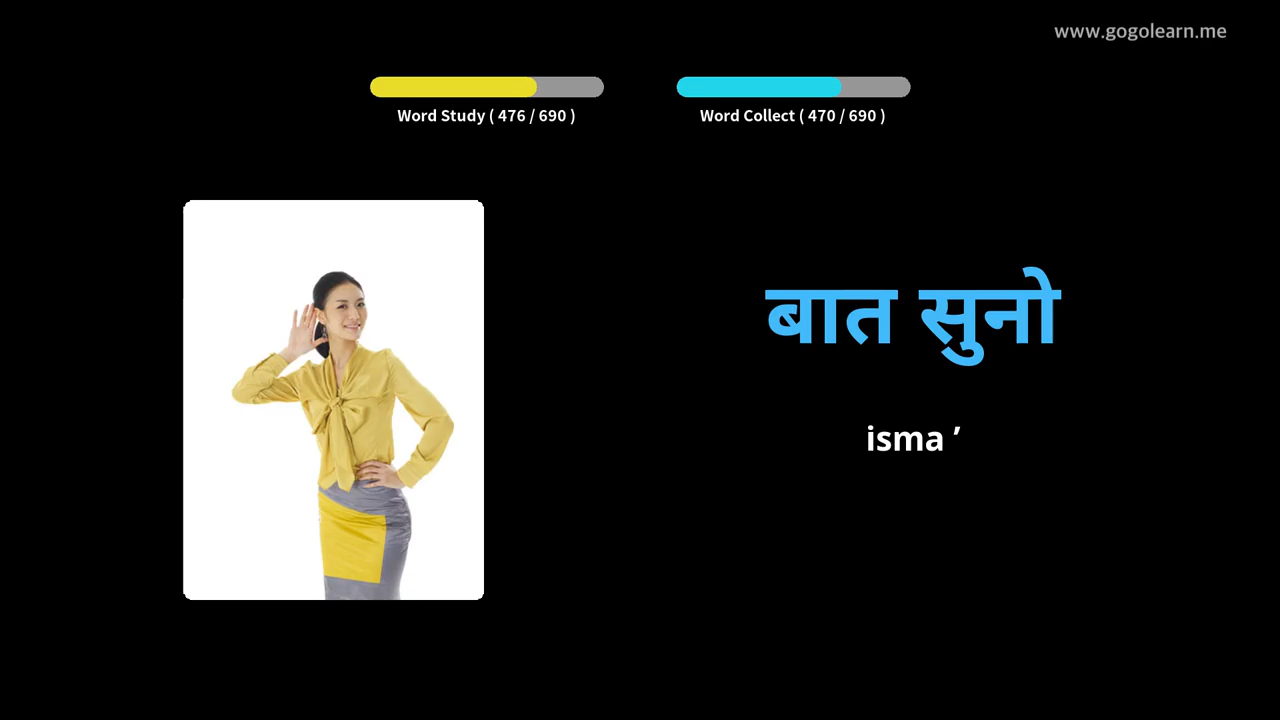 www.gogolearn.me
Word Study ( 476 / 690 )
Word Collect ( 470 / 690 )
बात सुनो
isma ’